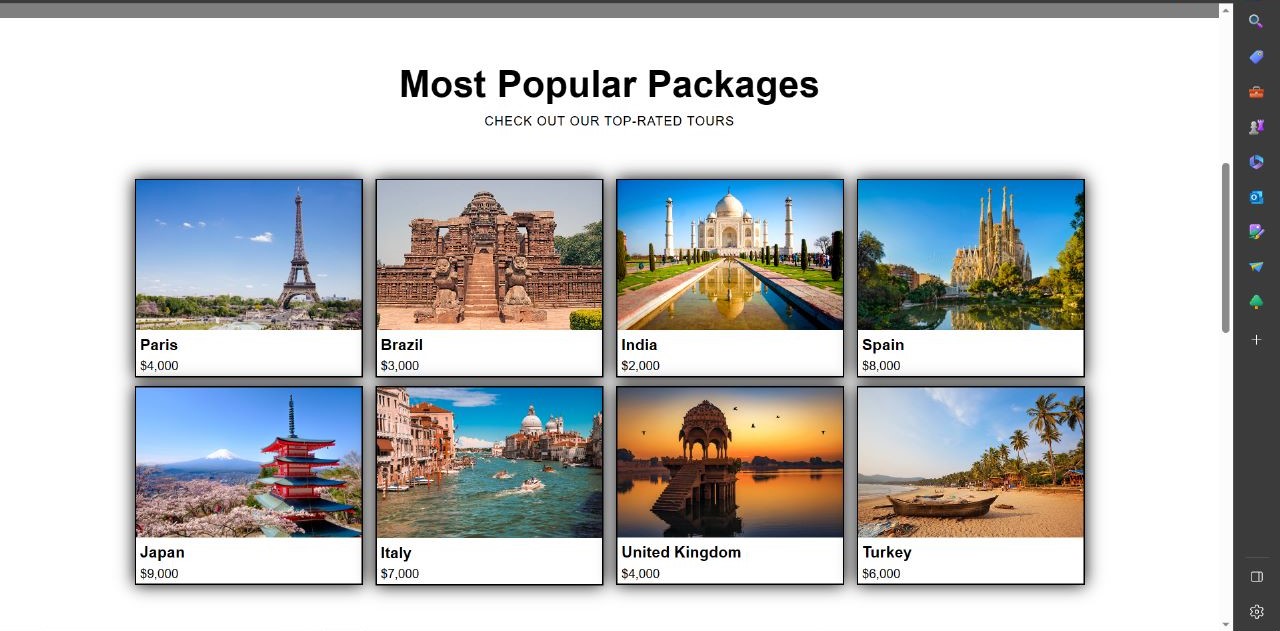 Most Popular Packages
CHECK OUT OUR TOP-RATED TOURS
Paris
$4,000
Brazil
$3,000
India
$2,000
Spain
$8,000
Japan
$9,000
Italy
$7,000
United Kingdom
$4,000
Turkey
$6,000